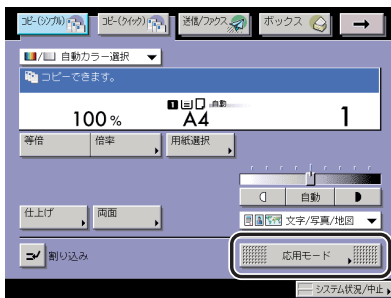 コピー(シンプル) コピー(クイック) 送信/ファクス ボックス
自動カラー選択
コピーできます。
100% 1 自動 A4 1
等倍 倍率 用紙選択
自動
仕上げ 両面 文字/写真/地図
割り込み 応用モード
システム状況/中止